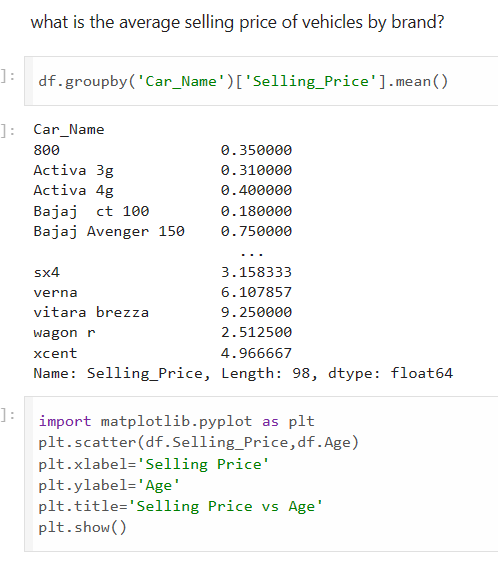 what is the average selling price of vehicles by brand?
]: df.groupby('Car_Name')['Selling_Price'].mean()
]: Car_Name
800                   0.350000
Activa 3g             0.310000
Activa 4g             0.400000
Bajaj  ct 100         0.180000
Bajaj Avenger 150     0.750000
...
sx4                   3.158333
verna                 6.107857
vitara brezza         9.250000
wagon r               2.512500
xcent                 4.966667
Name: Selling_Price, Length: 98, dtype: float64
]: import matplotlib.pyplot as plt
plt.scatter(df.Selling_Price,df.Age)
plt.xlabel='Selling Price'
plt.ylabel='Age'
plt.title='Selling Price vs Age'
plt.show()